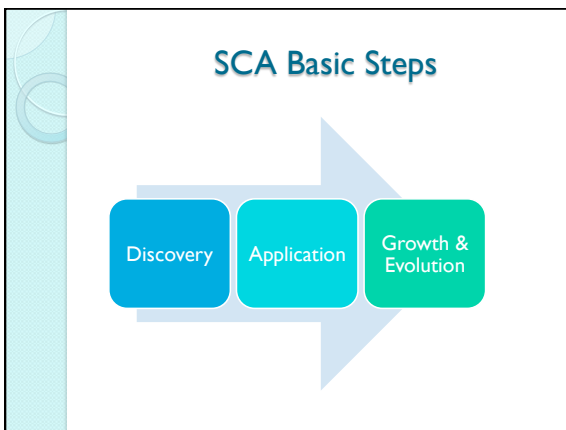 SCA Basic Steps
Discovery
Application
Growth &
Evolution